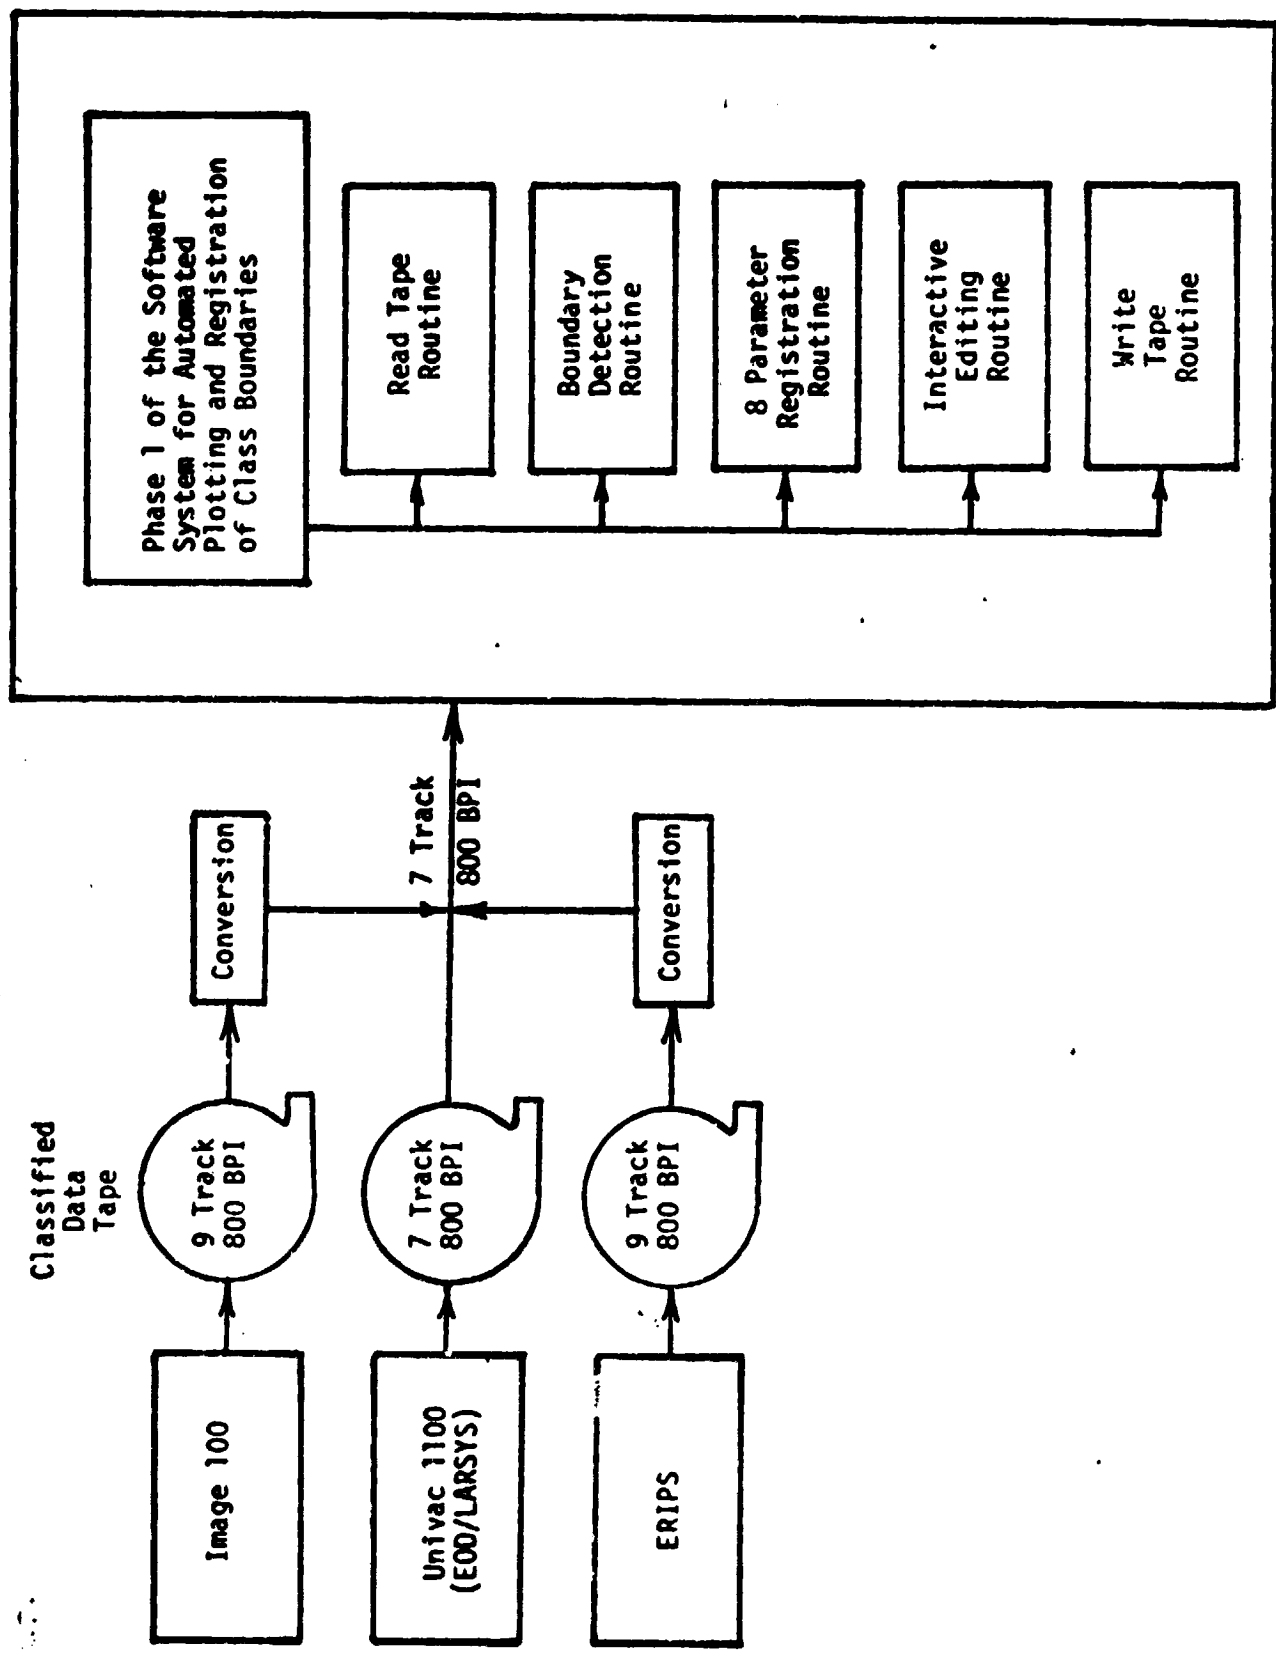 Classified
Data
Tape
Image 100
9 Track
800 BPI
Conversion
Univac 1100
(EOD/LARSYS)
7 Track
800 BPI
7 Track
800 BPI
ERIPS
9 Track
800 BPI
Conversion
Phase 1 of the Software
System for Automated
Plotting and Registration
of Class Boundaries
Read Tape
Routine
Boundary
Detection
Routine
8 Parameter
Registration
Routine
Interactive
Editing
Routine
Write
Tape
Routine